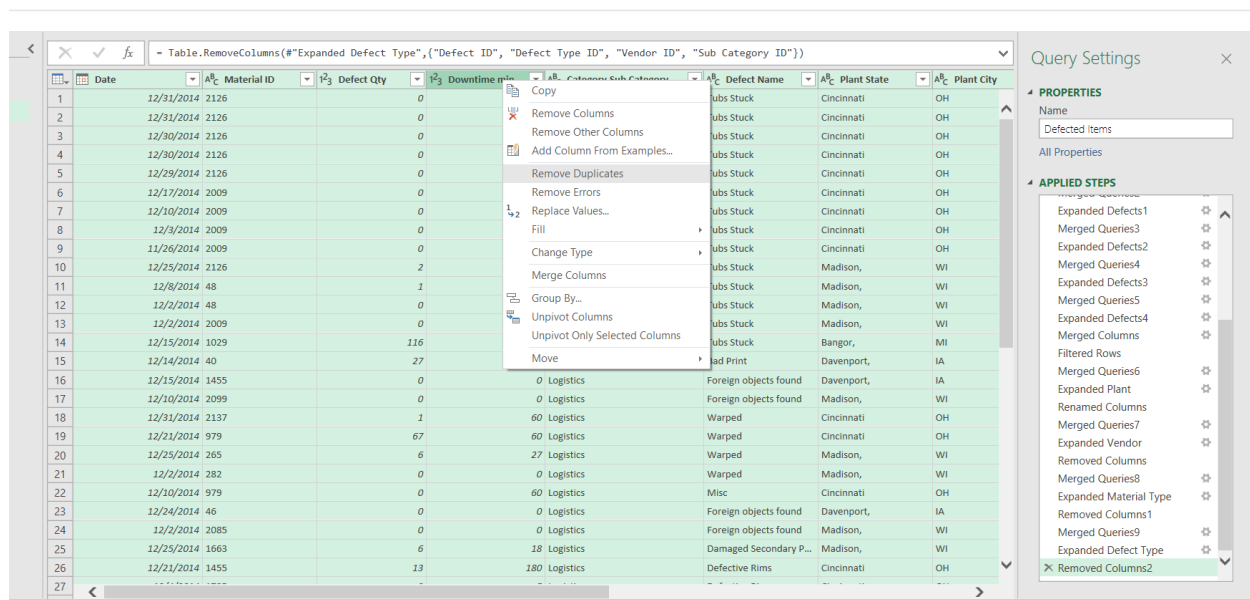 fx = Table.RemoveColumns(#"Expanded Defect Type",{"Defect ID", "Defect Type ID", "Vendor ID", "Sub Category ID"})
Date ABC Material ID 123 Defect Qty 123 Downtime min ABC Category.Sub Category ABC Defect Name ABC Plant State ABC Plant City
1 12/31/2014 2126 0 Tubs Stuck Cincinnati OH
2 12/31/2014 2126 0 Tubs Stuck Cincinnati OH
3 12/30/2014 2126 0 Tubs Stuck Cincinnati OH
4 12/30/2014 2126 0 Tubs Stuck Cincinnati OH
5 12/29/2014 2126 0 Tubs Stuck Cincinnati OH
6 12/17/2014 2009 0 Tubs Stuck Cincinnati OH
7 12/10/2014 2009 0 Tubs Stuck Cincinnati OH
8 12/3/2014 2009 0 Tubs Stuck Cincinnati OH
9 11/26/2014 2009 0 Tubs Stuck Cincinnati OH
10 12/25/2014 2126 2 Tubs Stuck Madison, WI
11 12/8/2014 48 1 Tubs Stuck Madison, WI
12 12/2/2014 48 0 Tubs Stuck Madison, WI
13 12/2/2014 2009 0 Tubs Stuck Madison, WI
14 12/15/2014 1029 116 Tubs Stuck Bangor, MI
15 12/14/2014 40 27 Bad Print Davenport, IA
16 12/15/2014 1455 0 0 Logistics Foreign objects found Davenport, IA
17 12/10/2014 2099 0 0 Logistics Foreign objects found Madison, WI
18 12/31/2014 2137 1 60 Logistics Warped Cincinnati OH
19 12/21/2014 979 67 60 Logistics Warped Cincinnati OH
20 12/25/2014 265 6 27 Logistics Warped Madison, WI
21 12/2/2014 282 0 0 Logistics Warped Madison, WI
22 12/10/2014 979 0 60 Logistics Misc Cincinnati OH
23 12/24/2014 46 0 0 Logistics Foreign objects found Davenport, IA
24 12/2/2014 2085 0 0 Logistics Foreign objects found Madison, WI
25 12/25/2014 1663 6 18 Logistics Damaged Secondary P... Madison, WI
26 12/21/2014 1455 13 180 Logistics Defective Rims Cincinnati OH
27
Copy
Remove Columns
Remove Other Columns
Add Column From Examples...
Remove Duplicates
Remove Errors
Replace Values...
Fill
Change Type
Merge Columns
Group By...
Unpivot Columns
Unpivot Only Selected Columns
Move
Query Settings
PROPERTIES
Name
Defected Items
All Properties
APPLIED STEPS
Expanded Defects1
Merged Queries3
Expanded Defects2
Merged Queries4
Expanded Defects3
Merged Queries5
Expanded Defects4
Merged Columns
Filtered Rows
Merged Queries6
Expanded Plant
Renamed Columns
Merged Queries7
Expanded Vendor
Removed Columns
Merged Queries8
Expanded Material Type
Removed Columns1
Merged Queries9
Expanded Defect Type
Removed Columns2